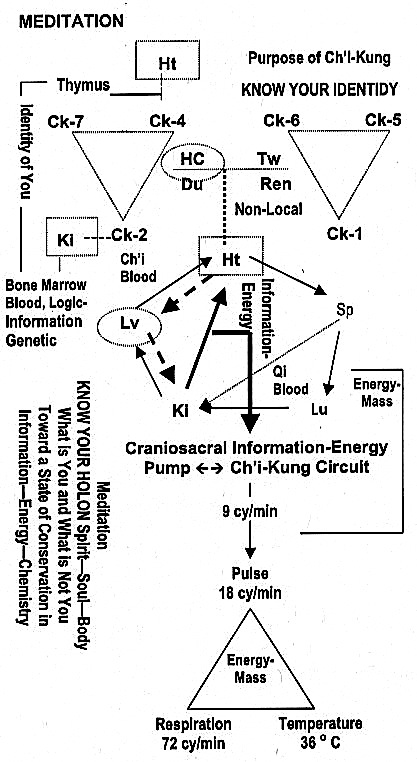 MEDITATION
Ht
Purpose of Ch'i-Kung
Thymus
KNOW YOUR IDENTIDY
Identity of You
Ck-7
Ck-4
Ck-6
Ck-5
HC
Tw
Du
Ren
Non-Local
Ki
Ck-2
Ck-1
Ch'i
Blood
Ht
Bone Marrow
Blood, Logic-
Information
Genetic
Information-
Energy
Lv
Sp
Qi
Blood
Energy-
Mass
Ki
Lu
Craniosacral Information-Energy
Pump ↔ Ch'i-Kung Circuit
Meditation
KNOW YOUR HOLON Spirit—Soul—Body
What is You and What is Not You
Toward a State of Conservation in
Information—Energy—Chemistry
9 cy/min
Pulse
18 cy/min
Energy-
Mass
Respiration
72 cy/min
Temperature
36 º C